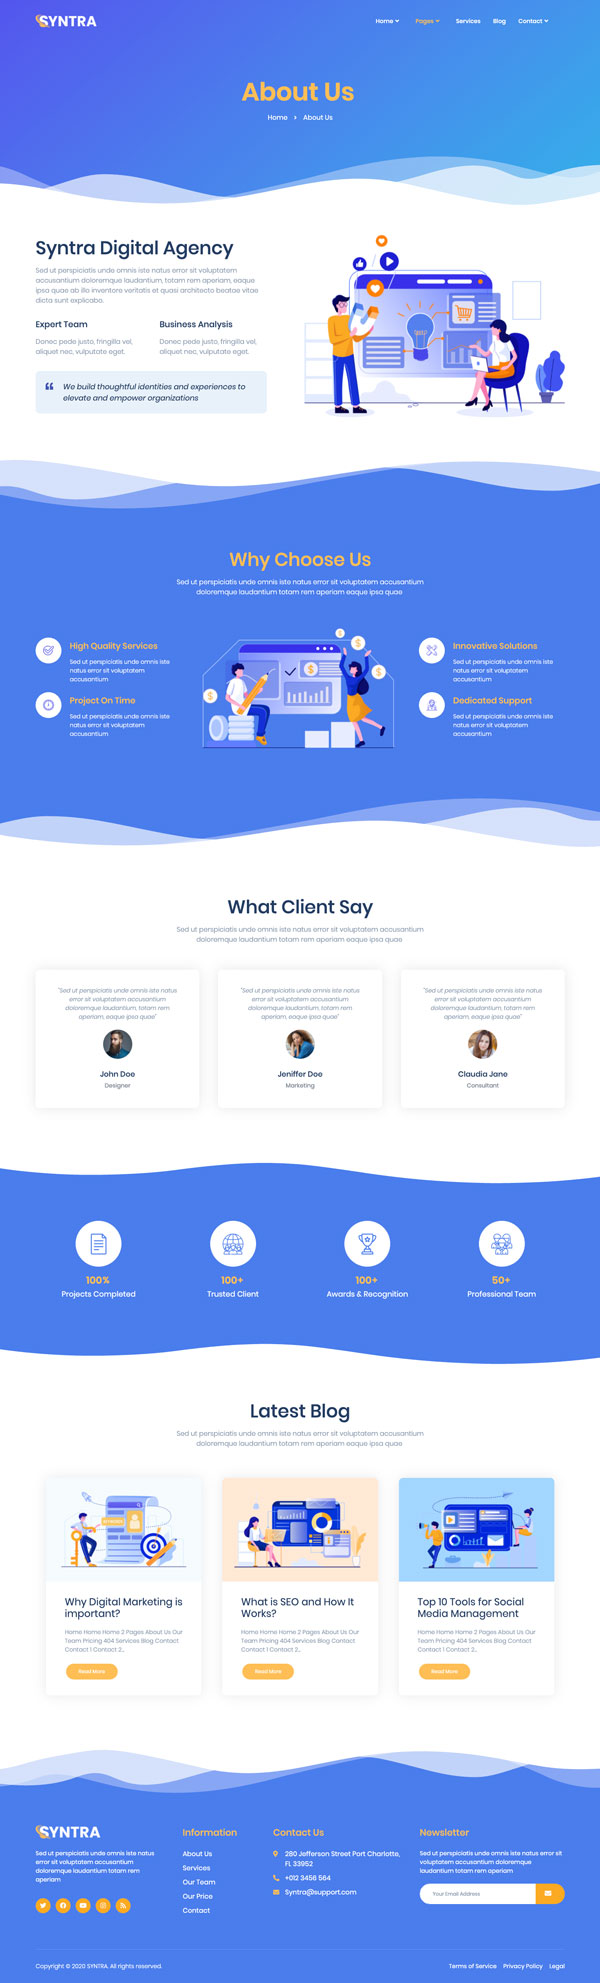 SYNTRA
Home Pages Services Blog Contact
About Us
Home > About Us
Syntra Digital Agency
Sed ut perspiciatis unde omnis iste natus error sit voluptatem
accusantium doloremque laudantium, totam rem aperiam, eaque
ipsa quae ab illo inventore veritatis et quasi architecto beatae vitae
dicta sunt explicabo.
Expert Team
Donec pede justo, fringilla vel,
aliquet nec, vulputate eget.
Business Analysis
Donec pede justo, fringilla vel,
aliquet nec, vulputate eget.
We build thoughtful identities and experiences to
elevate and empower organizations
Why Choose Us
Sed ut perspiciatis unde omnis iste natus error sit voluptatem accusantium
doloremque laudantium totam rem aperiam eaque ipsa quae
High Quality Services
Sed ut perspiciatis unde omnis iste
natus error sit voluptatem
accusantium
Project On Time
Sed ut perspiciatis unde omnis iste
natus error sit voluptatem
accusantium
Innovative Solutions
Sed ut perspiciatis unde omnis iste
natus error sit voluptatem
accusantium
Dedicated Support
Sed ut perspiciatis unde omnis iste
natus error sit voluptatem
accusantium
What Client Say
Sed ut perspiciatis unde omnis iste natus error sit voluptatem accusantium
doloremque laudantium totam rem aperiam eaque ipsa quae
"Sed ut perspiciatis unde omnis iste natus
error sit voluptatem accusantium
doloremque laudantium, totam rem
aperiam, eaque ipsa quae"
John Doe
Designer
"Sed ut perspiciatis unde omnis iste natus
error sit voluptatem accusantium
doloremque laudantium, totam rem
aperiam, eaque ipsa quae"
Jeniffer Doe
Marketing
"Sed ut perspiciatis unde omnis iste natus
error sit voluptatem accusantium
doloremque laudantium, totam rem
aperiam, eaque ipsa quae"
Claudia Jane
Consultant
100%
Projects Completed
100+
Trusted Client
100+
Awards & Recognition
50+
Professional Team
Latest Blog
Sed ut perspiciatis unde omnis iste natus error sit voluptatem accusantium
doloremque laudantium totam rem aperiam eaque ipsa quae
Why Digital Marketing is
important?
Home Home Home 2 Pages About Us Our
Team Pricing 404 Services Blog Contact
Contact 1 Contact 2...
Read More
What is SEO and How It
Works?
Home Home Home 2 Pages About Us Our
Team Pricing 404 Services Blog Contact
Contact 1 Contact 2...
Read More
Top 10 Tools for Social
Media Management
Home Home Home 2 Pages About Us Our
Team Pricing 404 Services Blog Contact
Contact 1 Contact 2...
Read More
SYNTRA
Sed ut perspiciatis unde omnis iste natus
error sit voluptatem accusantium
doloremque laudantium totam rem
aperiam
Information
About Us
Services
Our Team
Our Price
Contact
Contact Us
280 Jefferson Street Port Charlotte,
FL 33952
+012 3456 564
Syntra@support.com
Newsletter
Sed ut perspiciatis unde omnis iste natus error sit
voluptatem accusantium doloremque
laudantium totam rem aperiam
Your Email Address
Copyright © 2020 SYNTRA. All rights reserved.
Terms of Service Privacy Policy Legal